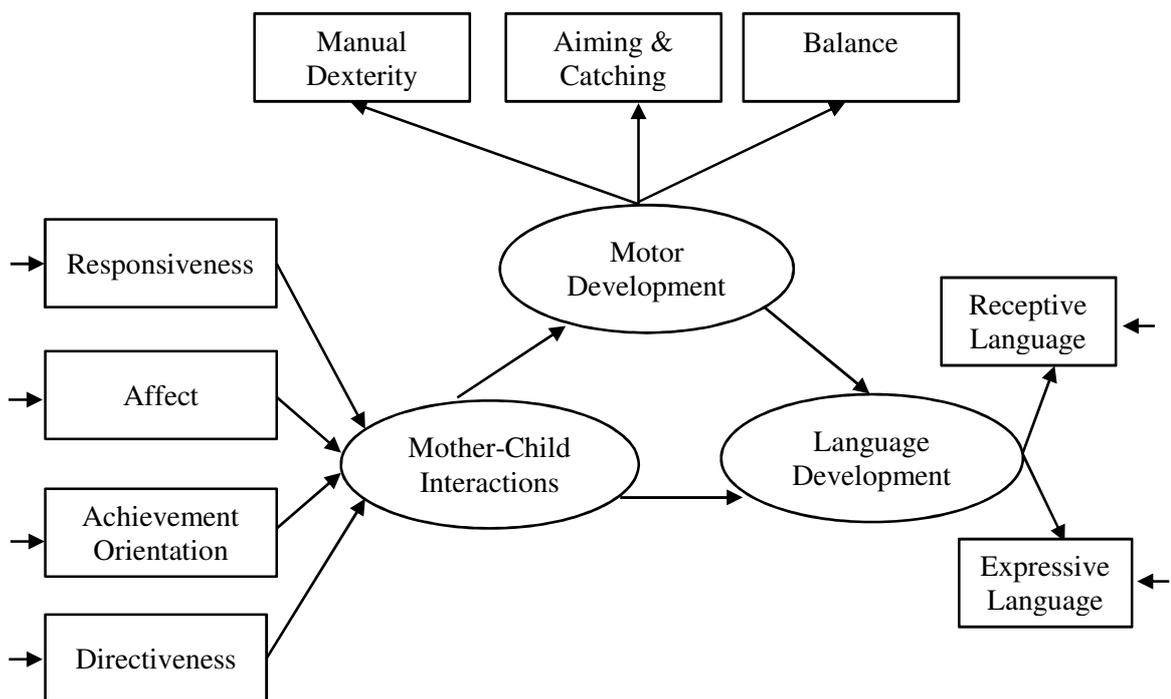 Manual
Dexterity
Aiming &
Catching
Balance
Motor
Development
Responsiveness
Affect
Achievement
Orientation
Directiveness
Mother-Child
Interactions
Language
Development
Receptive
Language
Expressive
Language